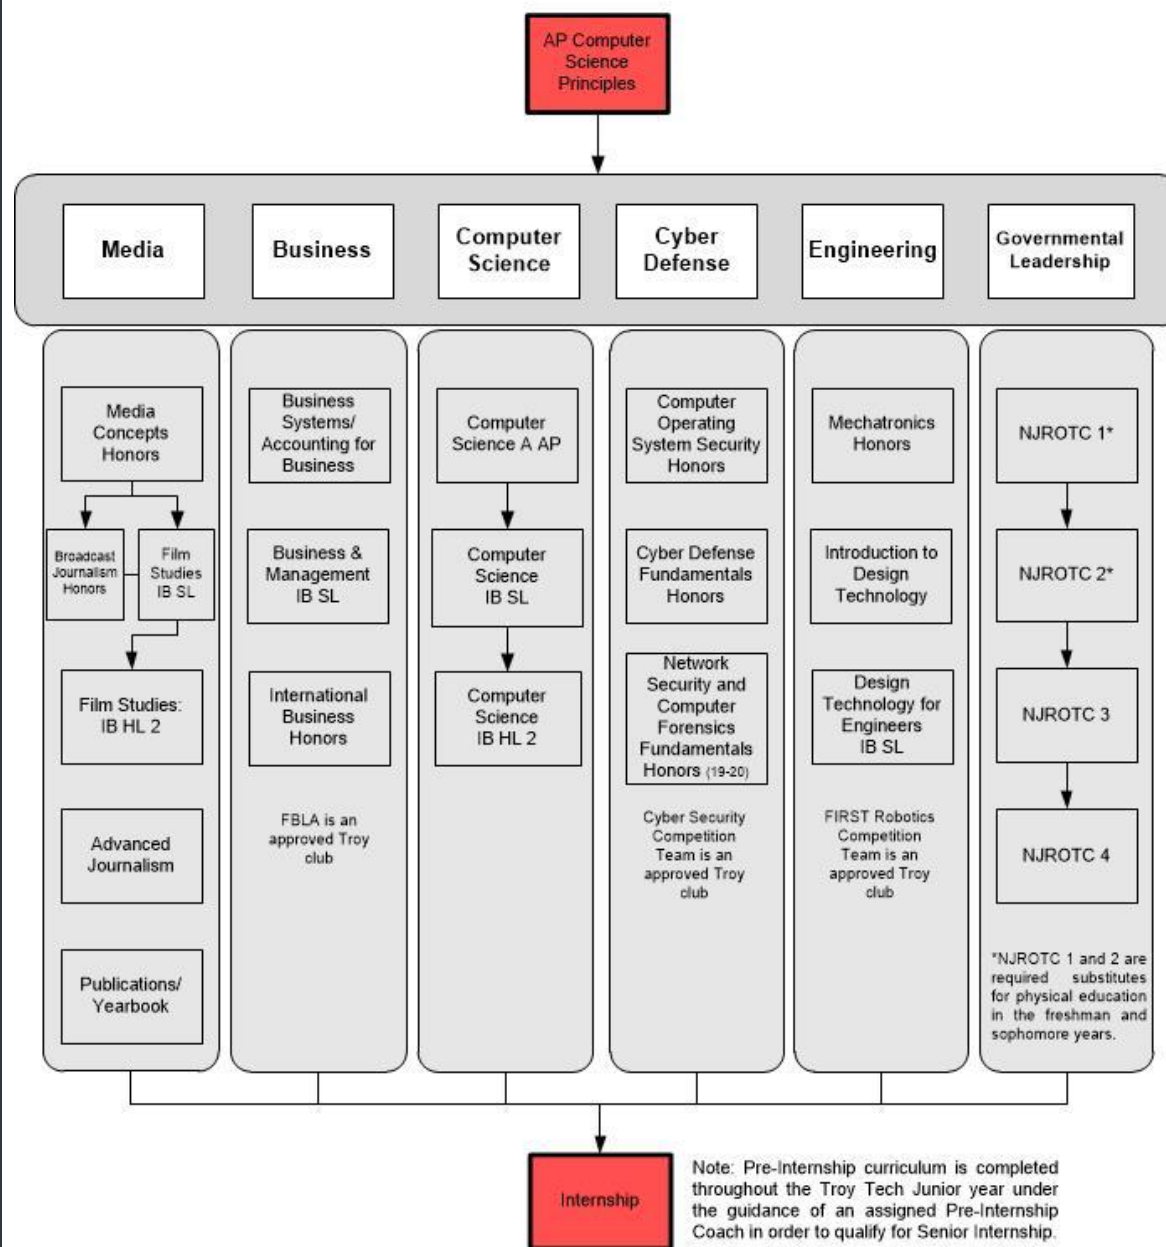 AP Computer
Science
Principles
Media
Business
Computer
Science
Cyber
Defense
Engineering
Governmental
Leadership
Media
Concepts
Honors
Broadcast
Journalism
Honors
Film
Studies
IB SL
Film Studies:
IB HL 2
Advanced
Journalism
Publications/
Yearbook
Business
Systems/
Accounting for
Business
Business &
Management
IB SL
International
Business
Honors
FBLA is an
approved Troy
club
Computer
Science A AP
Computer
Science
IB SL
Computer
Science
IB HL 2
Computer
Operating
System Security
Honors
Cyber Defense
Fundamentals
Honors
Network
Security and
Computer
Forensics
Fundamentals
Honors (19-20)
Cyber Security
Competition
Team is an
approved Troy
club
Mechatronics
Honors
Introduction to
Design
Technology
Design
Technology for
Engineers
IB SL
FIRST Robotics
Competition
Team is an
approved Troy
club
NJROTC 1*
NJROTC 2*
NJROTC 3
NJROTC 4
*NJROTC 1 and 2 are
required substitutes
for physical education
in the freshman and
sophomore years.
Internship
Note: Pre-Internship curriculum is completed
throughout the Troy Tech Junior year under
the guidance of an assigned Pre-Internship
Coach in order to qualify for Senior Internship.